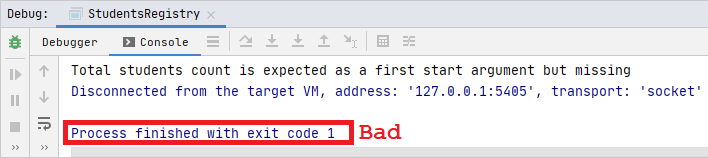 Debug: StudentsRegistry
Debugger Console
Total students count is expected as a first start argument but missing
Disconnected from the target VM, address: '127.0.0.1:5405', transport: 'socket'
Process finished with exit code 1 Bad